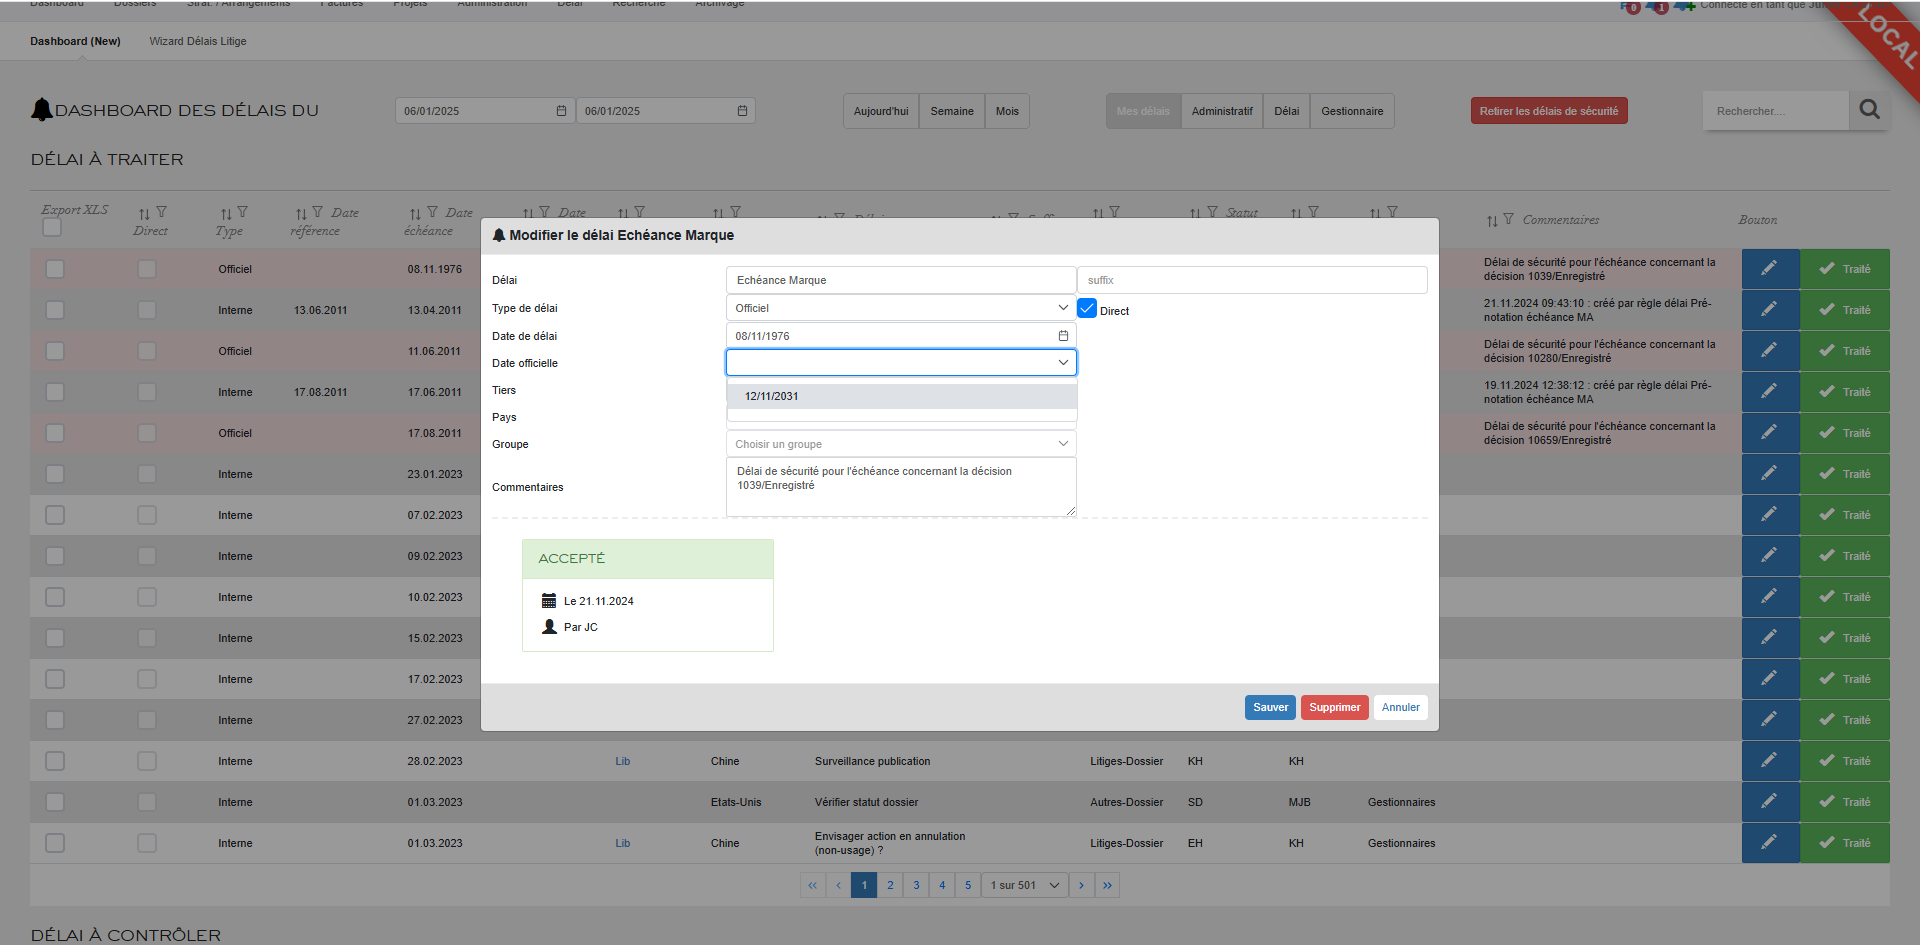 Dashboard Dossiers Strat. / Arrangements Factures Projets Administration Délai Recherche Archivage
0 1 Connecté en tant que
LOCAL
Dashboard (New) Wizard Délais Litige
DASHBOARD DES DÉLAIS DU 06/01/2025 06/01/2025 Aujourd'hui Semaine Mois Mes délais Administratif Délai Gestionnaire Retirer les délais de sécurité Rechercher....
DÉLAI À TRAITER
Export XLS Direct Type Date référence Date échéance Date Statut Commentaires Bouton
Modifier le délai Echéance Marque
Délai Echéance Marque suffix
Type de délai Officiel Direct
Date de délai 08/11/1976
Date officielle
Tiers 12/11/2031
Pays
Groupe Choisir un groupe
Commentaires
Délai de sécurité pour l'échéance concernant la décision
1039/Enregistré
ACCEPTÉ
Le 21.11.2024
Par JC
Sauver Supprimer Annuler
Officiel 08.11.1976
Délai de sécurité pour l'échéance concernant la
décision 1039/Enregistré
Traité
Interne 13.06.2011 13.04.2011
21.11.2024 09:43:10 : créé par règle délai Pré-
notation échéance MA
Traité
Officiel 11.06.2011
Délai de sécurité pour l'échéance concernant la
décision 10280/Enregistré
Traité
Interne 17.08.2011 17.06.2011
19.11.2024 12:38:12 : créé par règle délai Pré-
notation échéance MA
Traité
Officiel 17.08.2011
Délai de sécurité pour l'échéance concernant la
décision 10659/Enregistré
Traité
Interne 23.01.2023 Traité
Interne 07.02.2023 Traité
Interne 09.02.2023 Traité
Interne 10.02.2023 Traité
Interne 15.02.2023 Traité
Interne 17.02.2023 Traité
Interne 27.02.2023 Traité
Interne 28.02.2023 Lib Chine Surveillance publication Litiges-Dossier KH KH Traité
Interne 01.03.2023 Etats-Unis Vérifier statut dossier Autres-Dossier SD MJB Gestionnaires Traité
Interne 01.03.2023 Lib Chine Envisager action en annulation
(non-usage) ? Litiges-Dossier EH KH Gestionnaires Traité
« ‹ 1 2 3 4 5 1 sur 501 › »
DÉLAI À CONTRÔLER